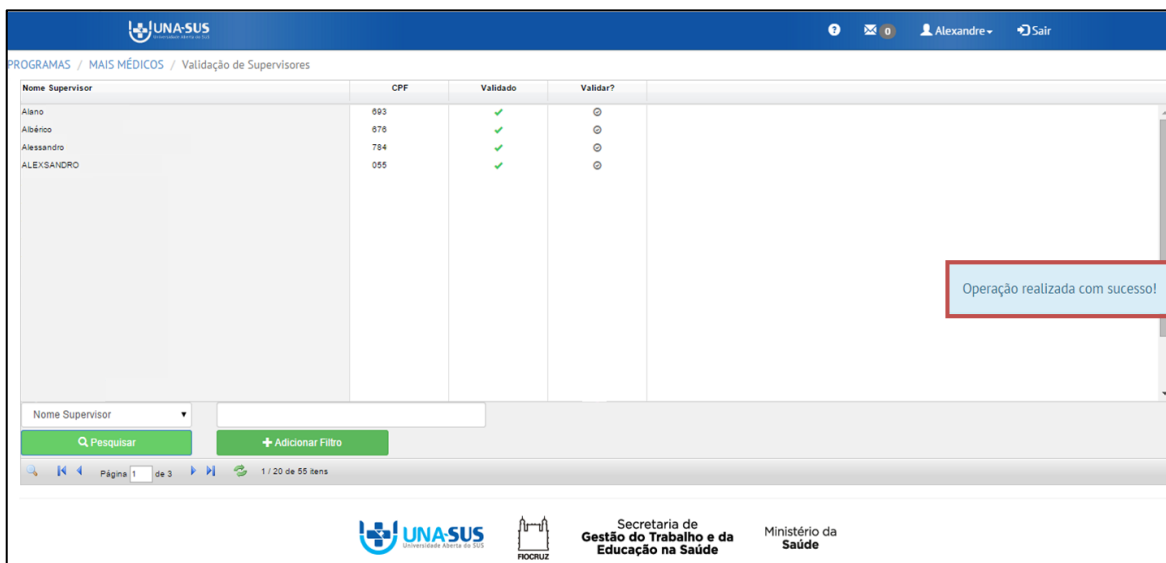 UNA-SUS
Universidade Aberta do SUS
? 0 Alexandre Sair
PROGRAMAS / MAIS MÉDICOS / Validação de Supervisores
Nome Supervisor CPF Validado Validar?
Alano 693
Albérico 676
Alessandro 784
ALEXSANDRO 055
Operação realizada com sucesso!
Nome Supervisor
Pesquisar Adicionar Filtro
Página 1 de 3 1 / 20 de 55 itens
UNA-SUS
Universidade Aberta do SUS
FIOCRUZ
Secretaria de
Gestão do Trabalho e da
Educação na Saúde
Ministério da
Saúde